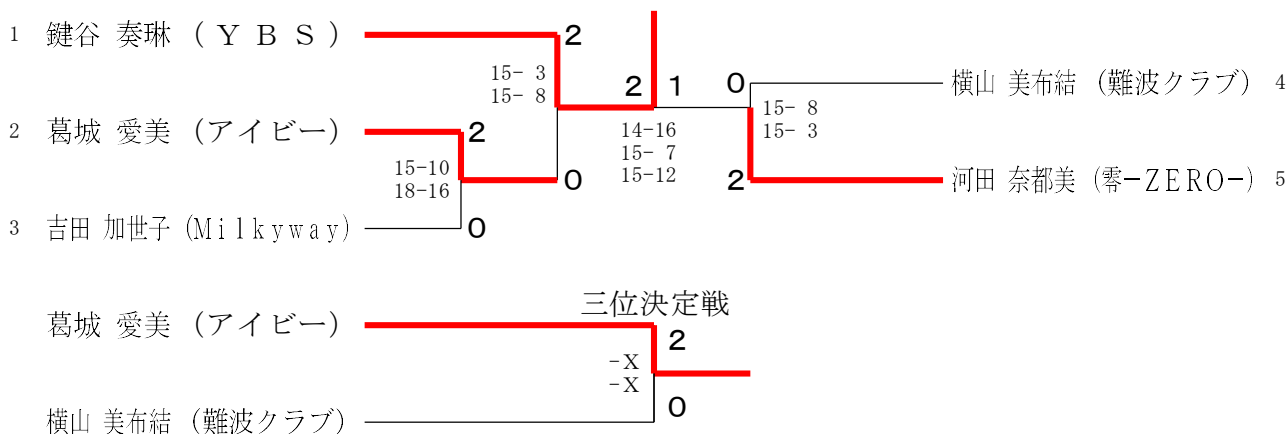 1 鍵谷 奏琳 (ＹＢＳ) 2
15- 3
15- 8
2 1
0 横山 美布結 (難波クラブ) 4
15- 8
15- 3
2 葛城 愛美 (アイビー) 2
14-16
15- 7
15-12
15-10
18-16
0
2 河田 奈都美 (零−ZERO−) 5
3 吉田 加世子 (Milkyway) 0
三位決定戦
葛城 愛美 (アイビー) 2
-X
-X
横山 美布結 (難波クラブ) 0